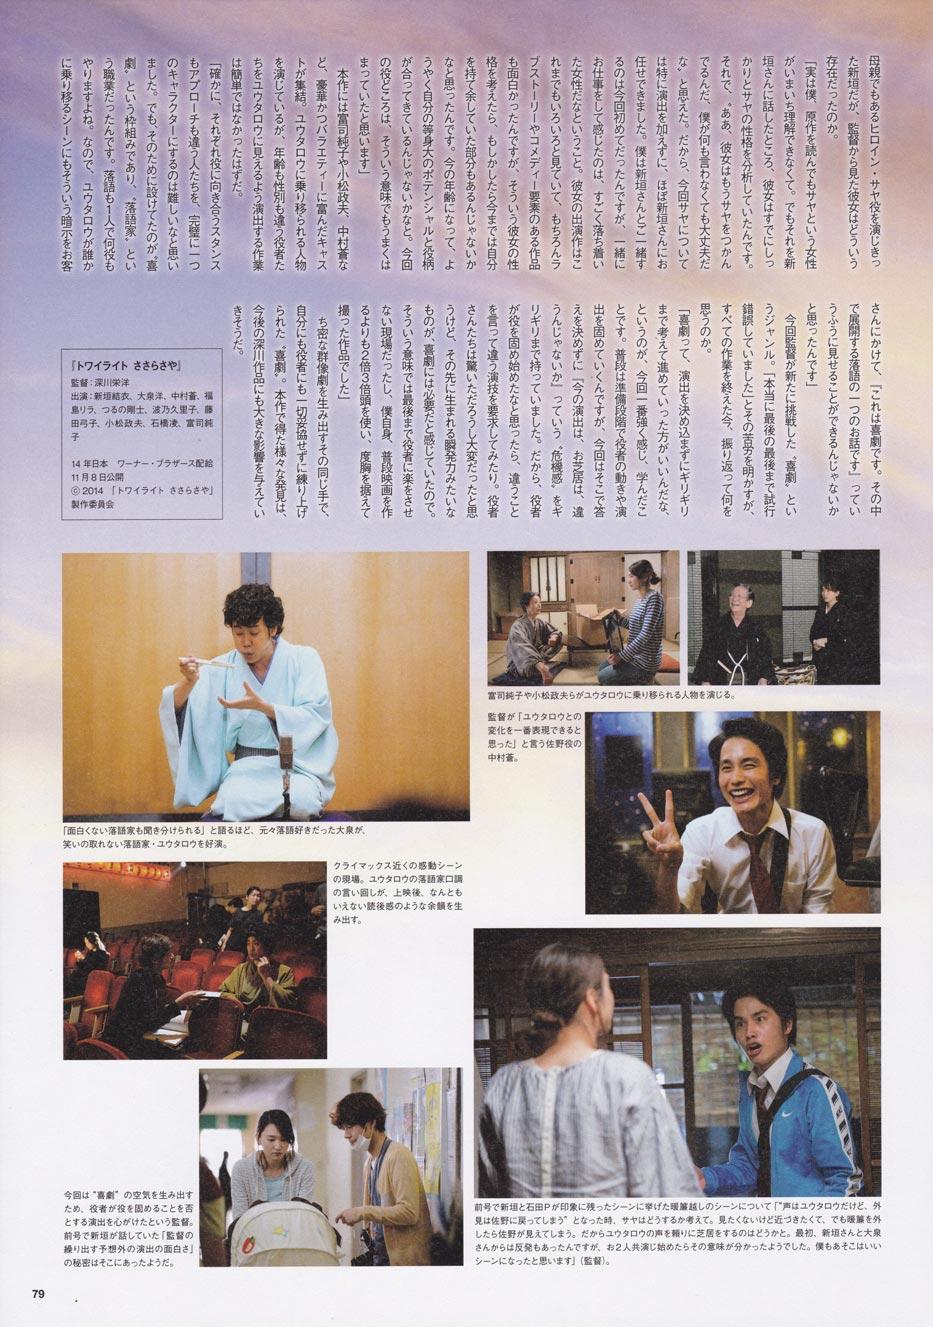 母親でもあるヒロイン・サヤ役を演じきっ
た新垣だが、監督から見た彼女はどういう
存在だったのか。
「実は僕、原作を読んでもサヤという女性
がいまいち理解できなくて。でもそれを新
垣さんに話したところ、彼女はすでにしっ
かりとサヤの性格を分析していたんです。
それで、〝ああ、彼女はもうサヤをつかん
でるんだ、僕が何も言わなくても大丈夫だ
な〟と思えた。だから、今回サヤについて
は特に演出を加えずに、ほぼ新垣さんにお
任せできました。僕は新垣さんとご一緒す
るのは今回初めてだったんですが、一緒に
お仕事をして感じたのは、すごく落ち着い
た女性だなということ。彼女の出演作はこ
れまでもいろいろと見ていて、もちろんラ
ブストーリーやコメディー要素のある作品
も面白かったんですが、そういう彼女の性
格を考えたら、もしかしたら今までは自分
を持て余していた部分もあるんじゃないか
なと思ったんです。今の年齢になって、よ
うやく自分の等身大のポテンシャルと役柄
が合ってきているんじゃないかなと。今回
の役どころは、そういう意味でもうまくは
まっていたと思います」
　本作には富司純子や小松政夫、中村蒼な
ど、豪華かつバラエティーに富んだキャス
トが集結。ユウタロウに乗り移られる人物
を演じているが、年齢も性別も違う役者た
ちをユウタロウに見えるよう演出する作業
は簡単ではなかったはずだ。
「確かに、それぞれ役に向き合うスタンス
もアプローチも違う人たちを、完璧に一つ
のキャラクターにするのは難しいなと思い
ました。でも、そのために設けてたのが〝喜
劇〟という枠組みであり、〝落語家〟とい
う職業だったんです。落語も1人で何役も
やりますよね。なので、ユウタロウが誰か
に乗り移るシーンにもそういう暗示をお客
さんにかけて、『これは喜劇です。その中
で展開する落語の一つのお話です』ってい
うふうに見せることができるんじゃないか
と思ったんです」
　今回監督が新たに挑戦した〝喜劇〟とい
うジャンル。「本当に最後の最後まで試行
錯誤していました」とその苦労を明かすが、
すべての作業を終えた今、振り返って何を
思うのか。
「喜劇って、演出を決め込まずにギリギリ
まで考えて進めていった方がいいんだな、
というのが、今回一番強く感じ、学んだこ
とです。普段は準備段階で役者の動きや演
出を固めていくんですが、今回はそこで答
えを決めずに『今の演出は、お芝居は、違
うんじゃないか』っていう〝危機感〟をギ
リギリまで持っていました。だから、役者
が役を固め始めたなと思ったら、違うこと
を言って違う演技を要求してみたり。役者
さんたちは驚いただろうし大変だったと思
うけど、その先に生まれる瞬発力みたいな
ものが、喜劇には必要だと感じていたので。
そういう意味では最後まで役者に楽をさせ
ない現場だったし、僕自身、普段映画を作
るよりも2倍3倍頭を使い、度胸を据えて
撮った作品でした」
　ち密な群像劇を生み出すその同じ手で、
自分にも役者にも一切妥協せずに練り上げ
られた〝喜劇〟。本作で得た様々な発見は、
今後の深川作品にも大きな影響を与えてい
きそうだ。
『トワイライト ささらさや』
監督：深川栄洋
出演：新垣結衣、大泉洋、中村蒼、福
島リラ、つるの剛士、波乃久里子、藤
田弓子、小松政夫、石橋凌、富司純
子
14年日本　ワーナー・ブラザース配給
11月8日公開
©2014 「トワイライト ささらさや」
製作委員会
富司純子や小松政夫らがユウタロウに乗り移られる人物を演じる。
監督が「ユウタロウとの
変化を一番表現できると
思った」と言う佐野役の
中村蒼。
「面白くない落語家も聞き分けられる」と語るほど、元々落語好きだった大泉が、
笑いの取れない落語家・ユウタロウを好演。
クライマックス近くの感動シーン
の現場。ユウタロウの落語家口調
の言い回しが、上映後、なんとも
いえない読後感のような余韻を生
み出す。
今回は“喜劇”の空気を生み出す
ため、役者が役を固めることを否
とする演出を心がけたという監督。
前号で新垣が話していた「監督の
繰り出す予想外の演出の面白さ」
の秘密はそこにあったようだ。
前号で新垣と石田Pが印象に残ったシーンに挙げた暖簾越しのシーンについて「“声はユウタロウだけど、外
見は佐野に戻ってしまう”となった時、サヤはどうするか考えて。見たくないけど近づきたくて、でも暖簾を外
したら佐野が見えてしまう。だからユウタロウの声を頼りに芝居をするのはどうかと。最初、新垣さんと大泉
さんからは反発もあったんですが、お2人共演じ始めたらその意味が分かったようでした。僕もあそこはいい
シーンになったと思います」（監督）。
79